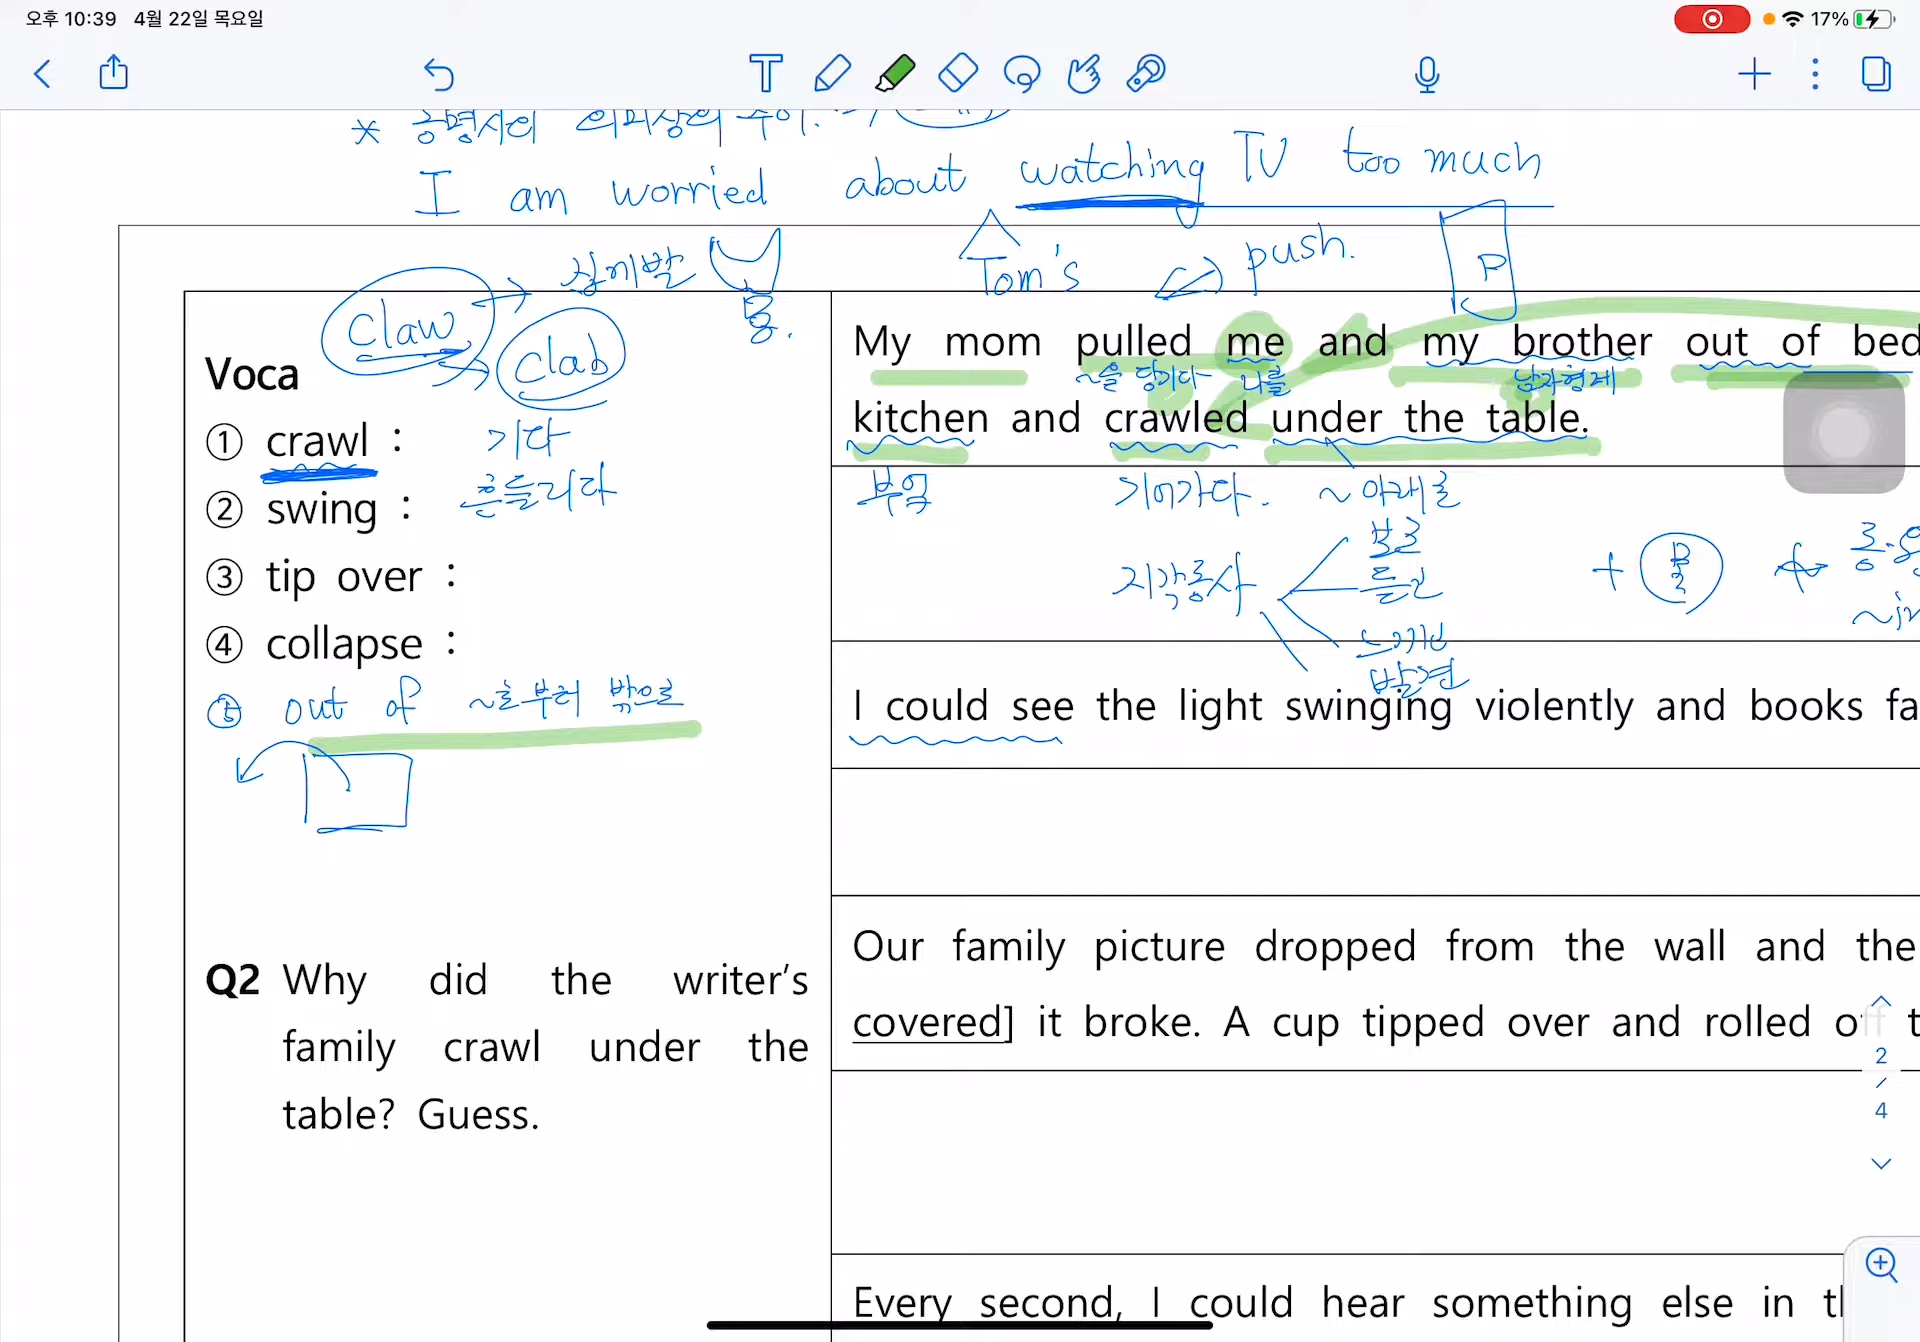 오후 10:39 4월 22일 목요일
17%
* 동명사의 의미상의 주어.
I am worried about watching TV too much
Tom's
push.
P
claw → 집게발
clab
Voca
① crawl : 기다
② swing : 흔들리다
③ tip over :
④ collapse :
⑤ out of ~로부터 밖으로
Q2 Why did the writer's
family crawl under the
table? Guess.
My mom pulled me and my brother out of bed
~을 당기다 나를 남자형제
kitchen and crawled under the table.
부엌 기어가다. ~아래로
지각동사
보고
듣고
느끼고
발견
+
I could see the light swinging violently and books fa
Our family picture dropped from the wall and the
covered] it broke. A cup tipped over and rolled off t
Every second, I could hear something else in t
2
/
4